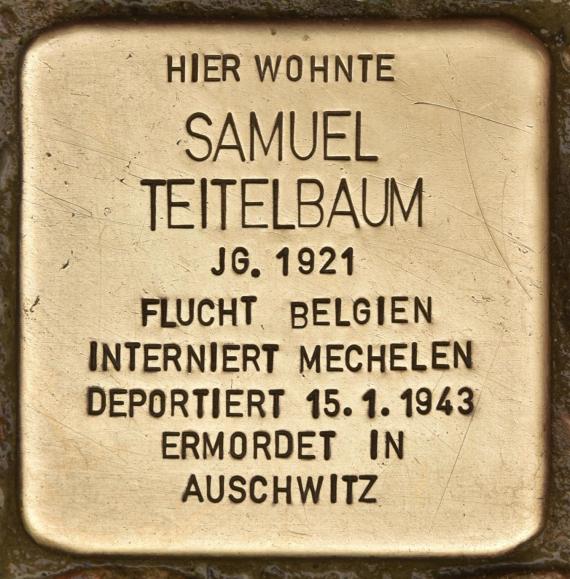 HIER WOHNTE
SAMUEL
TEITELBAUM
JG. 1921
FLUCHT BELGIEN
INTERNIERT MECHELEN
DEPORTIERT 15.1.1943
ERMORDET IN
AUSCHWITZ